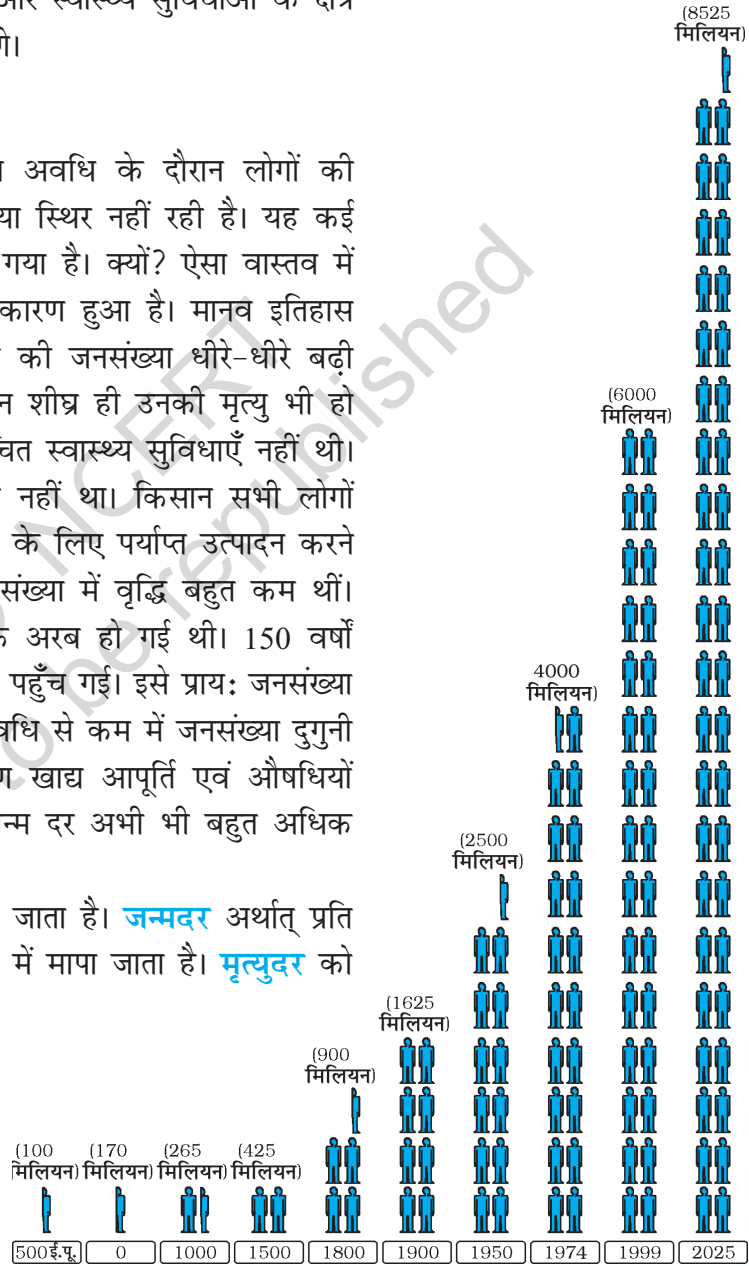 और स्वास्थ्य सुविधाओं के क्षेत्र
अवधि के दौरान लोगों की
या स्थिर नहीं रही है। यह कई
गया है। क्यों? ऐसा वास्तव में
कारण हुआ है। मानव इतिहास
की जनसंख्या धीरे-धीरे बढ़ी
न शीघ्र ही उनकी मृत्यु भी हो
चित स्वास्थ्य सुविधाएँ नहीं थी।
नहीं था। किसान सभी लोगों
के लिए पर्याप्त उत्पादन करने
संख्या में वृद्धि बहुत कम थीं।
क अरब हो गई थी। 150 वर्षों
पहुँच गई। इसे प्राय: जनसंख्या
वधि से कम में जनसंख्या दुगुनी
ण खाद्य आपूर्ति एवं औषधियों
न्म दर अभी भी बहुत अधिक
जाता है। जन्मदर अर्थात् प्रति
में मापा जाता है। मृत्युदर को
NCERT
to be republished
(8525
मिलियन)
(6000
मिलियन)
4000
मिलियन)
(2500
मिलियन)
(1625
मिलियन)
(900
मिलियन)
(100 (170 (265 (425
मिलियन) मिलियन) मिलियन) मिलियन)
500ई.पू. 0 1000 1500 1800 1900 1950 1974 1999 2025